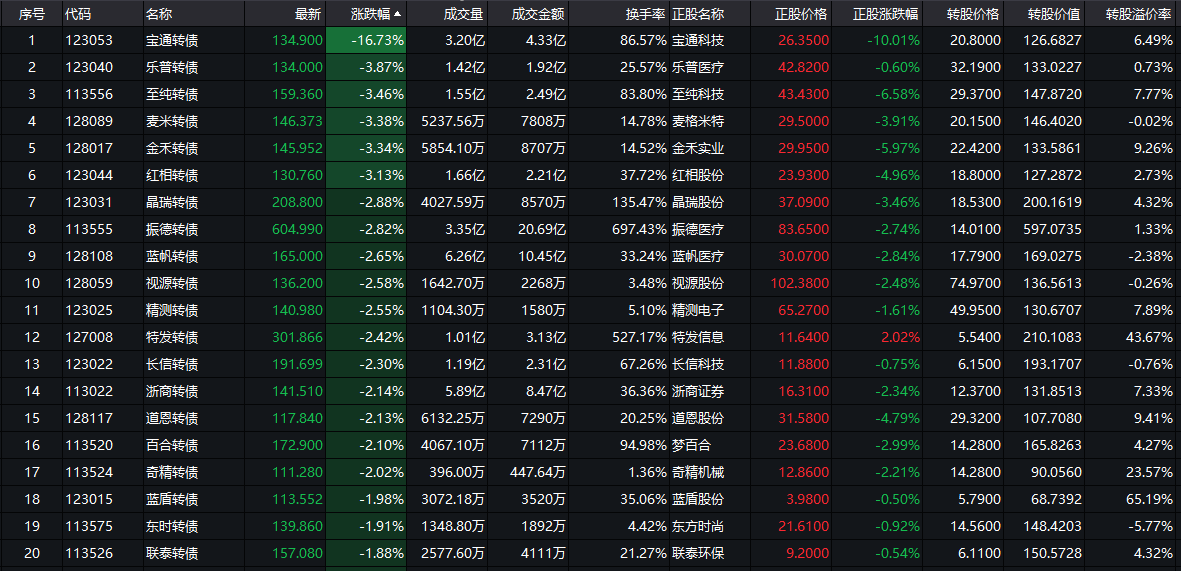 序号 代码 名称 最新 涨跌幅 成交量 成交金额 换手率 正股名称 正股价格 正股涨跌幅 转股价格 转股价值 转股溢价率
1 123053 宝通转债 134.900 -16.73% 3.20亿 4.33亿 86.57% 宝通科技 26.3500 -10.01% 20.8000 126.6827 6.49%
2 123040 乐普转债 134.000 -3.87% 1.42亿 1.92亿 25.57% 乐普医疗 42.8200 -0.60% 32.1900 133.0227 0.73%
3 113556 至纯转债 159.360 -3.46% 1.55亿 2.49亿 83.80% 至纯科技 43.4300 -6.58% 29.3700 147.8720 7.77%
4 128089 麦米转债 146.373 -3.38% 5237.56万 7808万 14.78% 麦格米特 29.5000 -3.91% 20.1500 146.4020 -0.02%
5 128017 金禾转债 145.952 -3.34% 5854.10万 8707万 14.52% 金禾实业 29.9500 -5.97% 22.4200 133.5861 9.26%
6 123044 红相转债 130.760 -3.13% 1.66亿 2.21亿 37.72% 红相股份 23.9300 -4.96% 18.8000 127.2872 2.73%
7 123031 晶瑞转债 208.800 -2.88% 4027.59万 8570万 135.47% 晶瑞股份 37.0900 -3.46% 18.5300 200.1619 4.32%
8 113555 振德转债 604.990 -2.82% 3.35亿 20.69亿 697.43% 振德医疗 83.6500 -2.74% 14.0100 597.0735 1.33%
9 128108 蓝帆转债 165.000 -2.65% 6.26亿 10.45亿 33.24% 蓝帆医疗 30.0700 -2.84% 17.7900 169.0275 -2.38%
10 128059 视源转债 136.200 -2.58% 1642.70万 2268万 3.48% 视源股份 102.3800 -2.48% 74.9700 136.5613 -0.26%
11 123025 精测转债 140.980 -2.55% 1104.30万 1580万 5.10% 精测电子 65.2700 -1.61% 49.9500 130.6707 7.89%
12 127008 特发转债 301.866 -2.42% 1.01亿 3.13亿 527.17% 特发信息 11.6400 2.02% 5.5400 210.1083 43.67%
13 123022 长信转债 191.699 -2.30% 1.19亿 2.31亿 67.26% 长信科技 11.8800 -0.75% 6.1500 193.1707 -0.76%
14 113022 浙商转债 141.510 -2.14% 5.89亿 8.47亿 36.36% 浙商证券 16.3100 -2.34% 12.3700 131.8513 7.33%
15 128117 道恩转债 117.840 -2.13% 6132.25万 7290万 20.25% 道恩股份 31.5800 -4.79% 29.3200 107.7080 9.41%
16 113520 百合转债 172.900 -2.10% 4067.10万 7112万 94.98% 梦百合 23.6800 -2.99% 14.2800 165.8263 4.27%
17 113524 奇精转债 111.280 -2.02% 396.00万 447.64万 1.36% 奇精机械 12.8600 -2.21% 14.2800 90.0560 23.57%
18 123015 蓝盾转债 113.552 -1.98% 3072.18万 3520万 35.06% 蓝盾股份 3.9800 -0.50% 5.7900 68.7392 65.19%
19 113575 东时转债 139.860 -1.91% 1348.80万 1892万 4.42% 东方时尚 21.6100 -0.92% 14.5600 148.4203 -5.77%
20 113526 联泰转债 157.080 -1.88% 2577.60万 4111万 21.27% 联泰环保 9.2000 -0.54% 6.1100 150.5728 4.32%